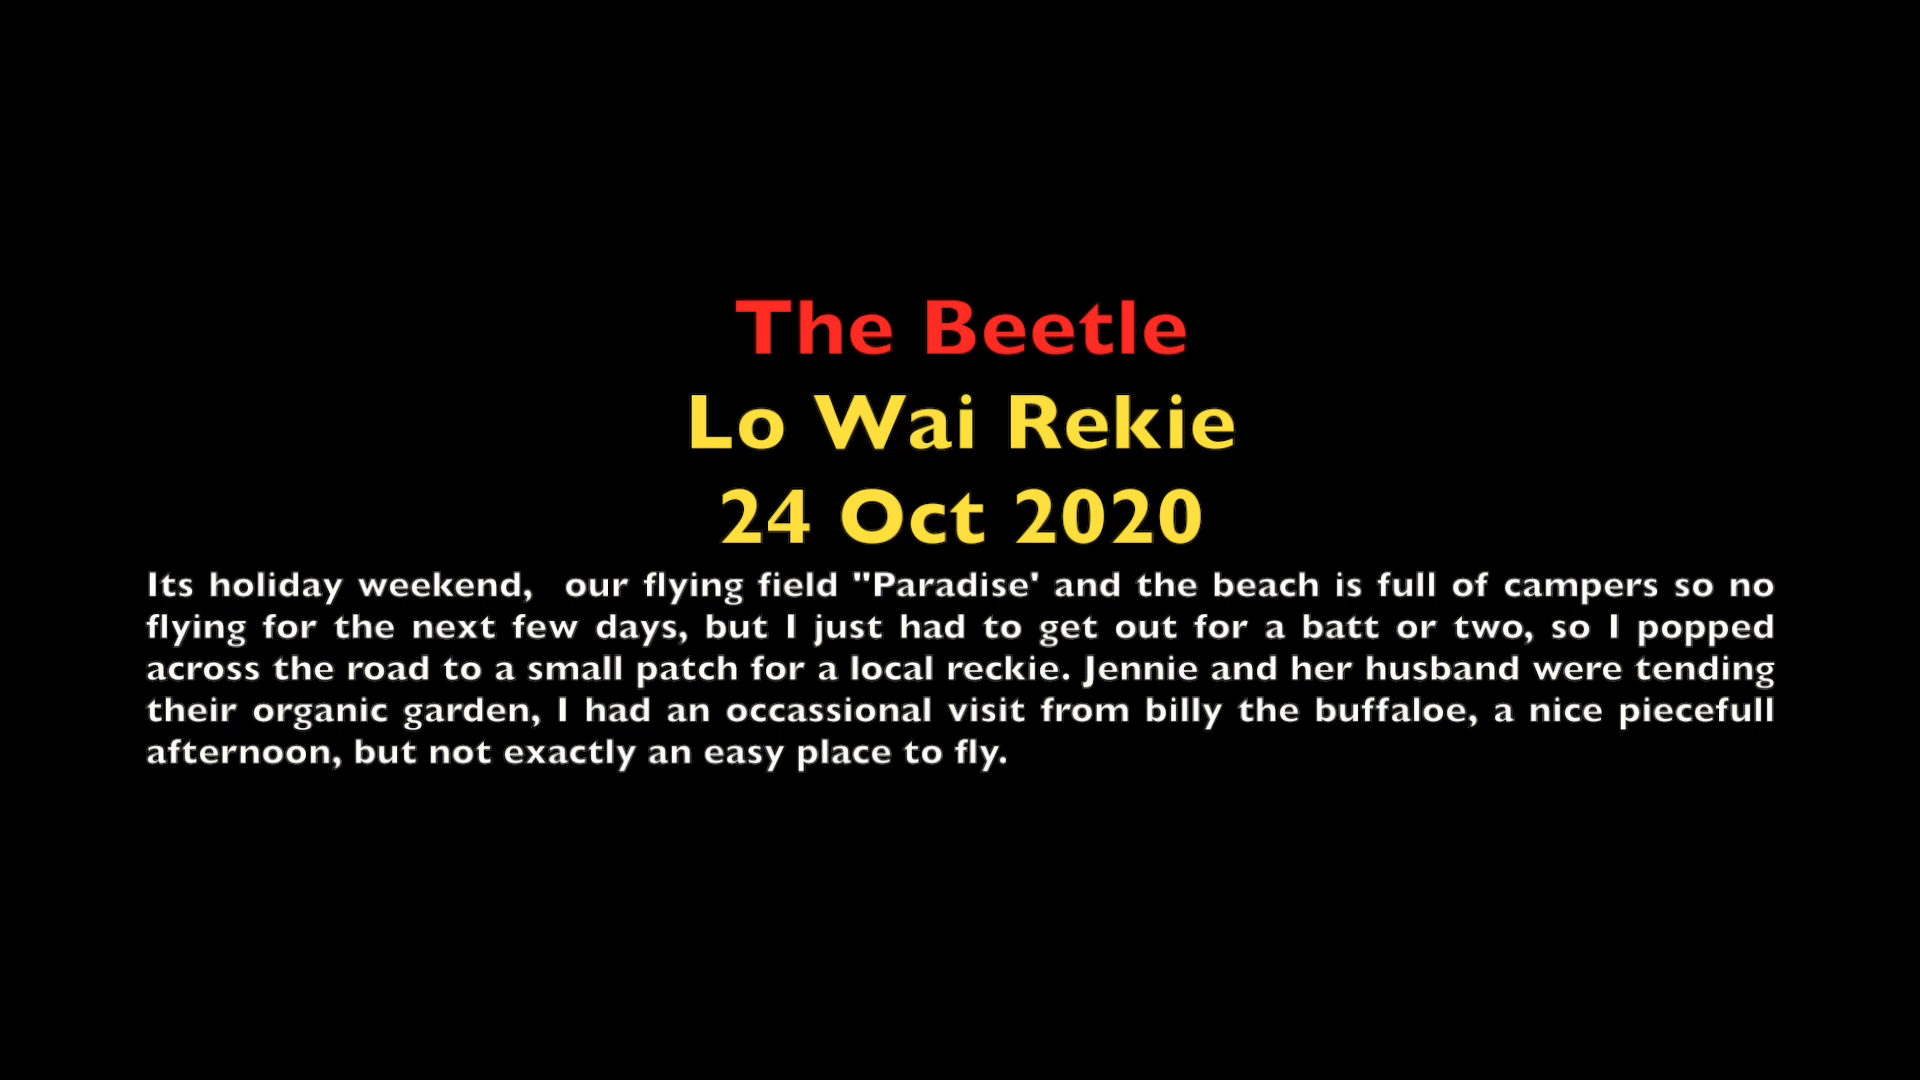 The Beetle
Lo Wai Rekie
24 Oct 2020
Its holiday weekend,  our flying field "Paradise' and the beach is full of campers so no
flying for the next few days, but I just had to get out for a batt or two, so I popped
across the road to a small patch for a local reckie. Jennie and her husband were tending
their organic garden, I had an occassional visit from billy the buffaloe, a nice piecefull
afternoon, but not exactly an easy place to fly.